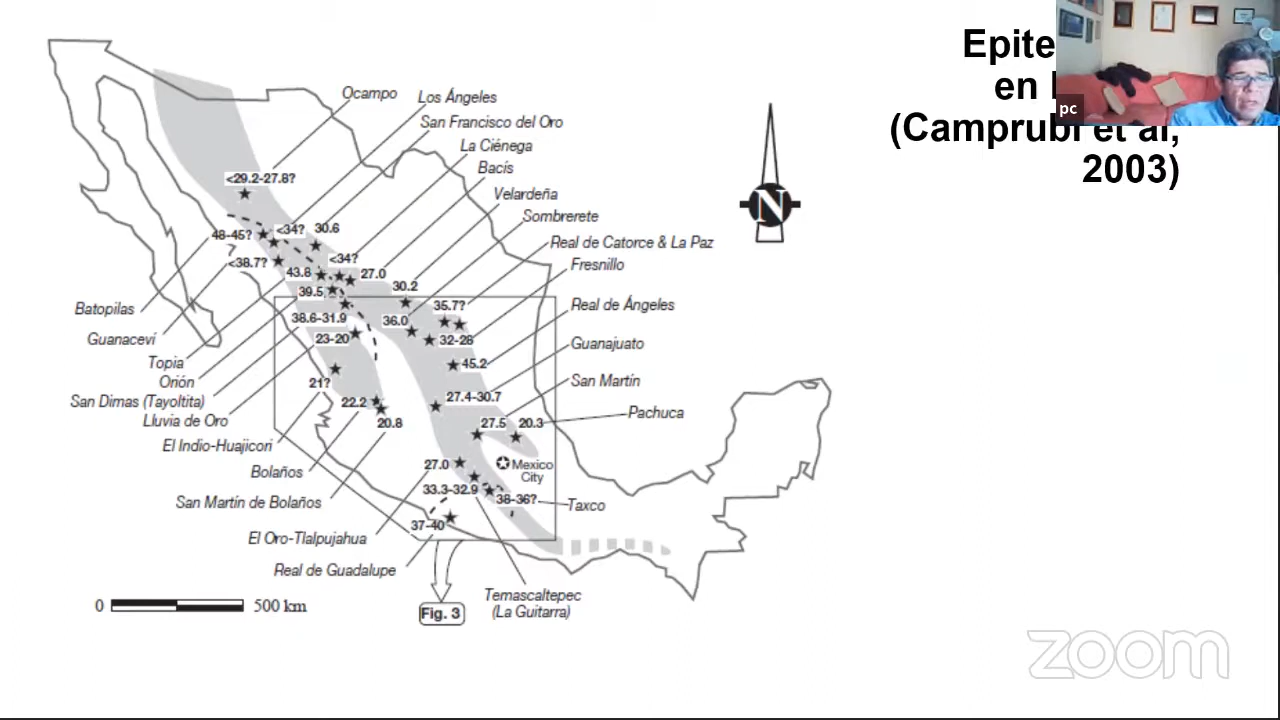 Epite
en
(Camprubí et al,
2003)
pc
Ocampo
Los Ángeles
San Francisco del Oro
La Ciénega
Bacís
Velardeña
Sombrerete
Real de Catorce & La Paz
Fresnillo
Real de Ángeles
Guanajuato
San Martín
Pachuca
N
<29.2-27.8?
48-45?
<34?
30.6
<38.7?
<34?
43.8
27.0
39.5
30.2
38.6-31.9
36.0
35.7?
23-20
32-28
45.2
21?
27.4-30.7
22.2
20.8
27.5
20.3
27.0
Mexico
City
33.3-32.9
38-36?
Taxco
37-40
Batopilas
Guanaceví
Topia
Orión
San Dimas (Tayoltita)
Lluvia de Oro
El Indio-Huajicori
Bolaños
San Martín de Bolaños
El Oro-Tlalpujahua
Real de Guadalupe
Temascaltepec
(La Guitarra)
0 500 km
Fig. 3
zoom